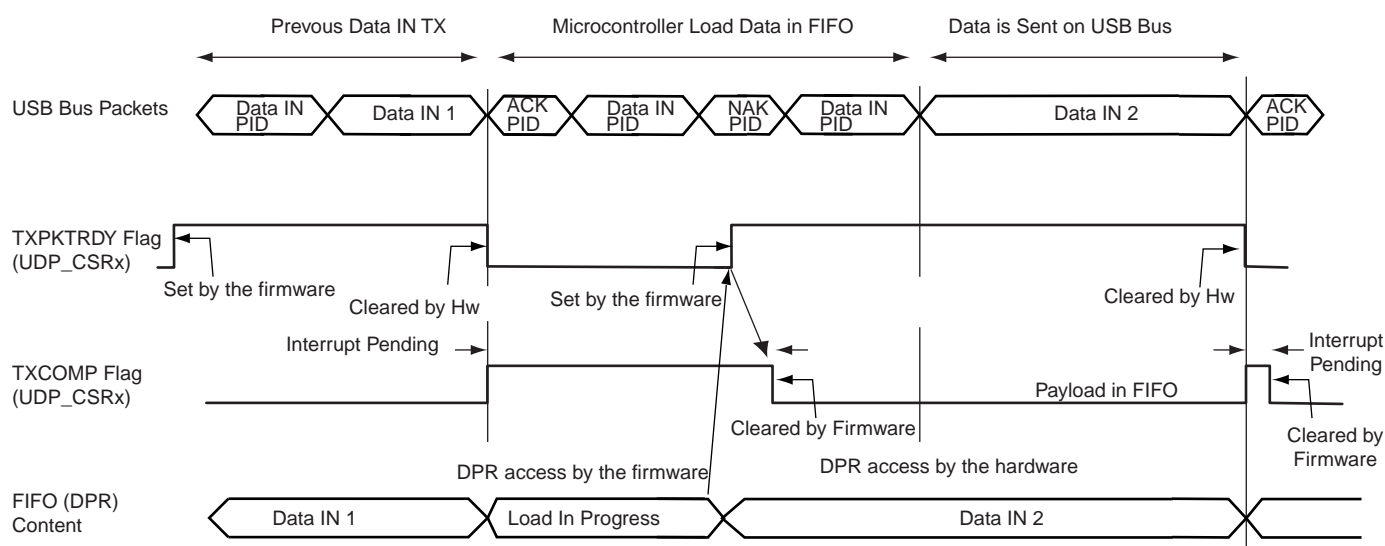 Prevous Data IN TX
Microcontroller Load Data in FIFO
Data is Sent on USB Bus
USB Bus Packets
Data IN
PID
Data IN 1
ACK
PID
Data IN
PID
NAK
PID
Data IN
PID
Data IN 2
ACK
PID
TXPKTRDY Flag
(UDP_CSRx)
Set by the firmware
Cleared by Hw
Set by the firmware
Cleared by Hw
Interrupt Pending
Interrupt
Pending
TXCOMP Flag
(UDP_CSRx)
Payload in FIFO
Cleared by Firmware
Cleared by
Firmware
DPR access by the firmware
DPR access by the hardware
FIFO (DPR)
Content
Data IN 1
Load In Progress
Data IN 2